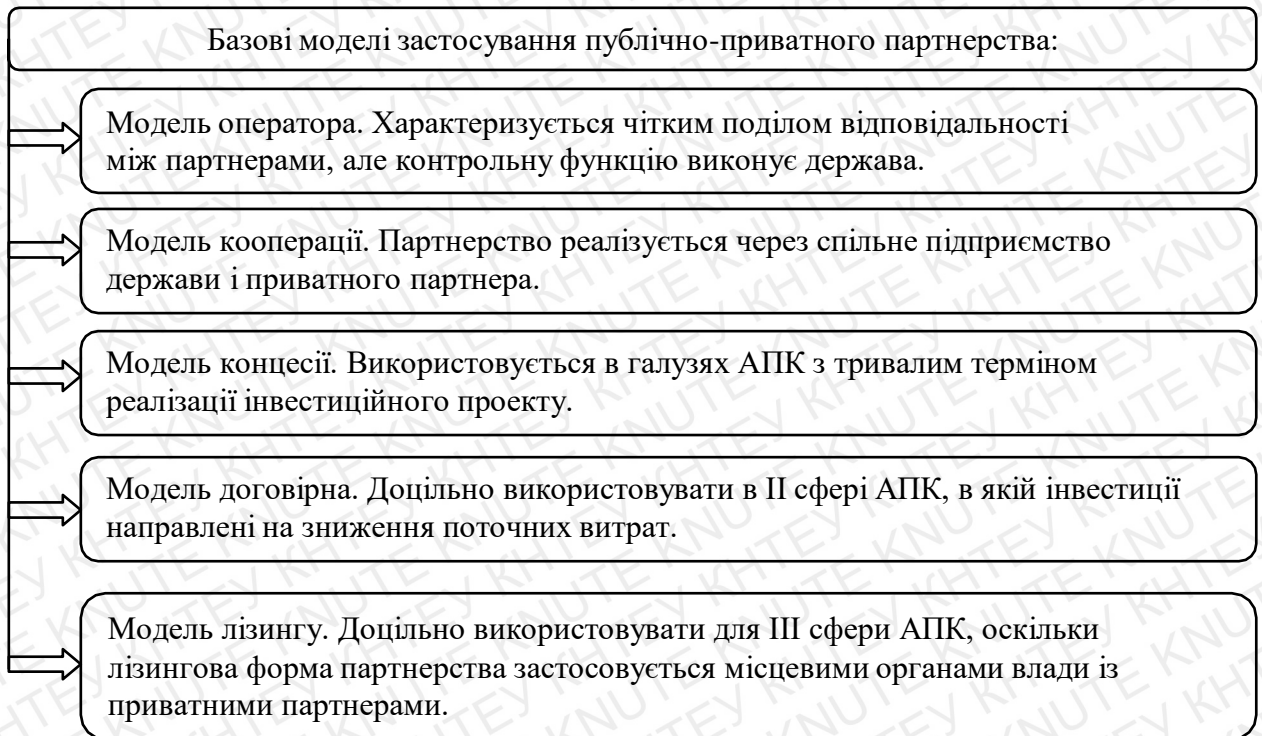 Базові моделі застосування публічно-приватного партнерства:
Модель оператора. Характеризується чітким поділом відповідальності
між партнерами, але контрольну функцію виконує держава.
Модель кооперації. Партнерство реалізується через спільне підприємство
держави і приватного партнера.
Модель концесії. Використовується в галузях АПК з тривалим терміном
реалізації інвестиційного проекту.
Модель договірна. Доцільно використовувати в ІІ сфері АПК, в якій інвестиції
направлені на зниження поточних витрат.
Модель лізингу. Доцільно використовувати для ІІІ сфери АПК, оскільки
лізингова форма партнерства застосовується місцевими органами влади із
приватними партнерами.